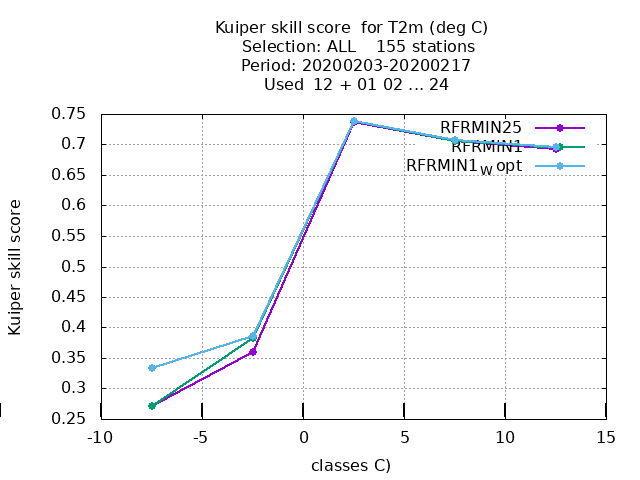 Kuiper skill score  for T2m (deg C)
Selection: ALL    155 stations
Period: 20200203-20200217
Used  12 + 01 02 ... 24
0.75
0.7
0.65
0.6
0.55
0.5
0.45
0.4
0.35
0.3
0.25
Kuiper skill score
RFRMIN25
RFRMIN1
RFRMIN1W opt
-10 -5 0 5 10 15
classes C)